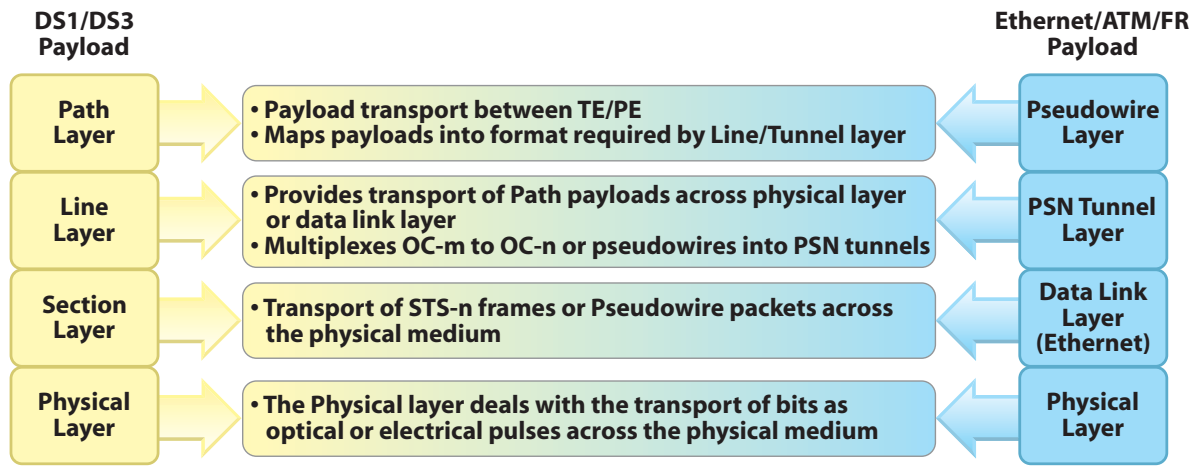 DS1/DS3
Payload
Ethernet/ATM/FR
Payload
Path
Layer
• Payload transport between TE/PE
• Maps payloads into format required by Line/Tunnel layer
Pseudowire
Layer
Line
Layer
• Provides transport of Path payloads across physical layer
or data link layer
• Multiplexes OC-m to OC-n or pseudowires into PSN tunnels
PSN Tunnel
Layer
Section
Layer
• Transport of STS-n frames or Pseudowire packets across
the physical medium
Data Link
Layer
(Ethernet)
Physical
Layer
• The Physical layer deals with the transport of bits as
optical or electrical pulses across the physical medium
Physical
Layer